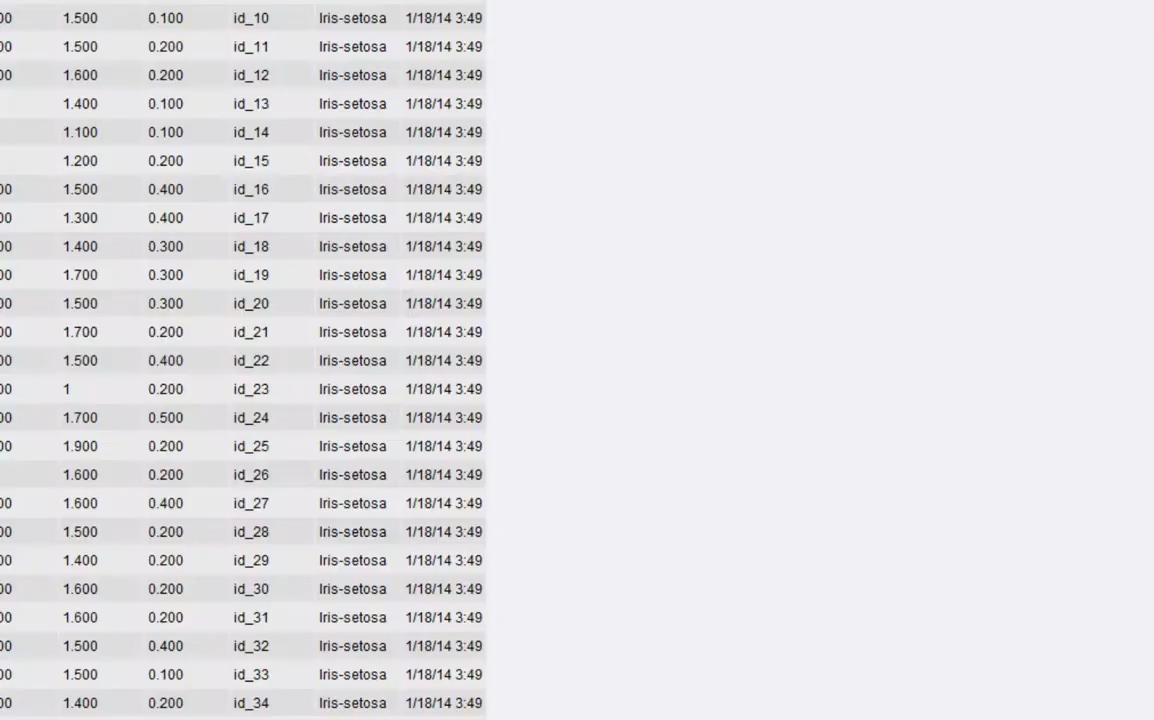 00 1.500 0.100 id_10 Iris-setosa 1/18/14 3:49
00 1.500 0.200 id_11 Iris-setosa 1/18/14 3:49
00 1.600 0.200 id_12 Iris-setosa 1/18/14 3:49
1.400 0.100 id_13 Iris-setosa 1/18/14 3:49
1.100 0.100 id_14 Iris-setosa 1/18/14 3:49
1.200 0.200 id_15 Iris-setosa 1/18/14 3:49
00 1.500 0.400 id_16 Iris-setosa 1/18/14 3:49
00 1.300 0.400 id_17 Iris-setosa 1/18/14 3:49
00 1.400 0.300 id_18 Iris-setosa 1/18/14 3:49
00 1.700 0.300 id_19 Iris-setosa 1/18/14 3:49
00 1.500 0.300 id_20 Iris-setosa 1/18/14 3:49
00 1.700 0.200 id_21 Iris-setosa 1/18/14 3:49
00 1.500 0.400 id_22 Iris-setosa 1/18/14 3:49
00 1 0.200 id_23 Iris-setosa 1/18/14 3:49
00 1.700 0.500 id_24 Iris-setosa 1/18/14 3:49
00 1.900 0.200 id_25 Iris-setosa 1/18/14 3:49
1.600 0.200 id_26 Iris-setosa 1/18/14 3:49
00 1.600 0.400 id_27 Iris-setosa 1/18/14 3:49
00 1.500 0.200 id_28 Iris-setosa 1/18/14 3:49
00 1.400 0.200 id_29 Iris-setosa 1/18/14 3:49
00 1.600 0.200 id_30 Iris-setosa 1/18/14 3:49
00 1.600 0.200 id_31 Iris-setosa 1/18/14 3:49
00 1.500 0.400 id_32 Iris-setosa 1/18/14 3:49
00 1.500 0.100 id_33 Iris-setosa 1/18/14 3:49
00 1.400 0.200 id_34 Iris-setosa 1/18/14 3:49